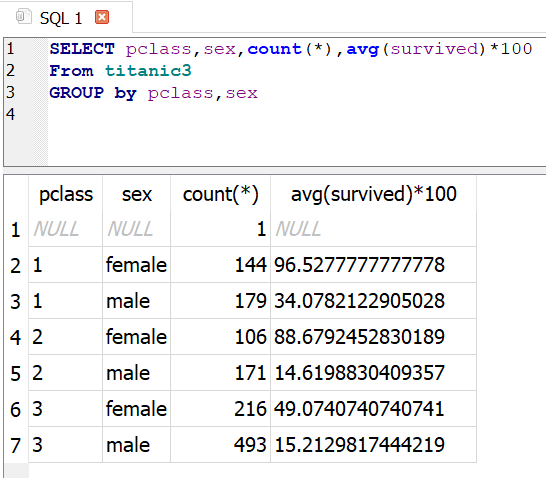 SQL 1
1 SELECT pclass,sex,count(*),avg(survived)*100
2 From titanic3
3 GROUP by pclass,sex
4
pclass sex count(*) avg(survived)*100
1 NULL NULL 1 NULL
2 1 female 144 96.5277777777778
3 1 male 179 34.0782122905028
4 2 female 106 88.6792452830189
5 2 male 171 14.6198830409357
6 3 female 216 49.0740740740741
7 3 male 493 15.2129817444219